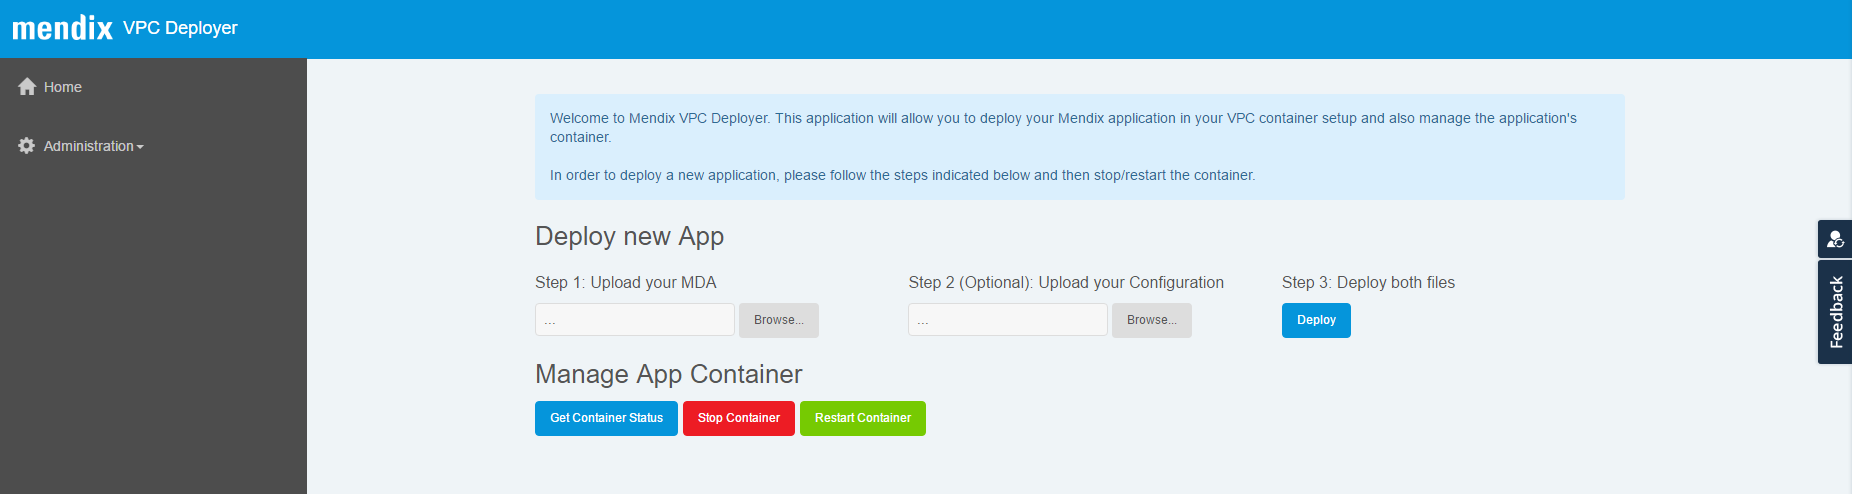 mendix VPC Deployer
Home
Administration
Welcome to Mendix VPC Deployer. This application will allow you to deploy your Mendix application in your VPC container setup and also manage the application's
container.
In order to deploy a new application, please follow the steps indicated below and then stop/restart the container.
Deploy new App
Step 1: Upload your MDA
Step 2 (Optional): Upload your Configuration
Step 3: Deploy both files
...
Browse...
...
Browse...
Deploy
Manage App Container
Get Container Status
Stop Container
Restart Container
Feedback